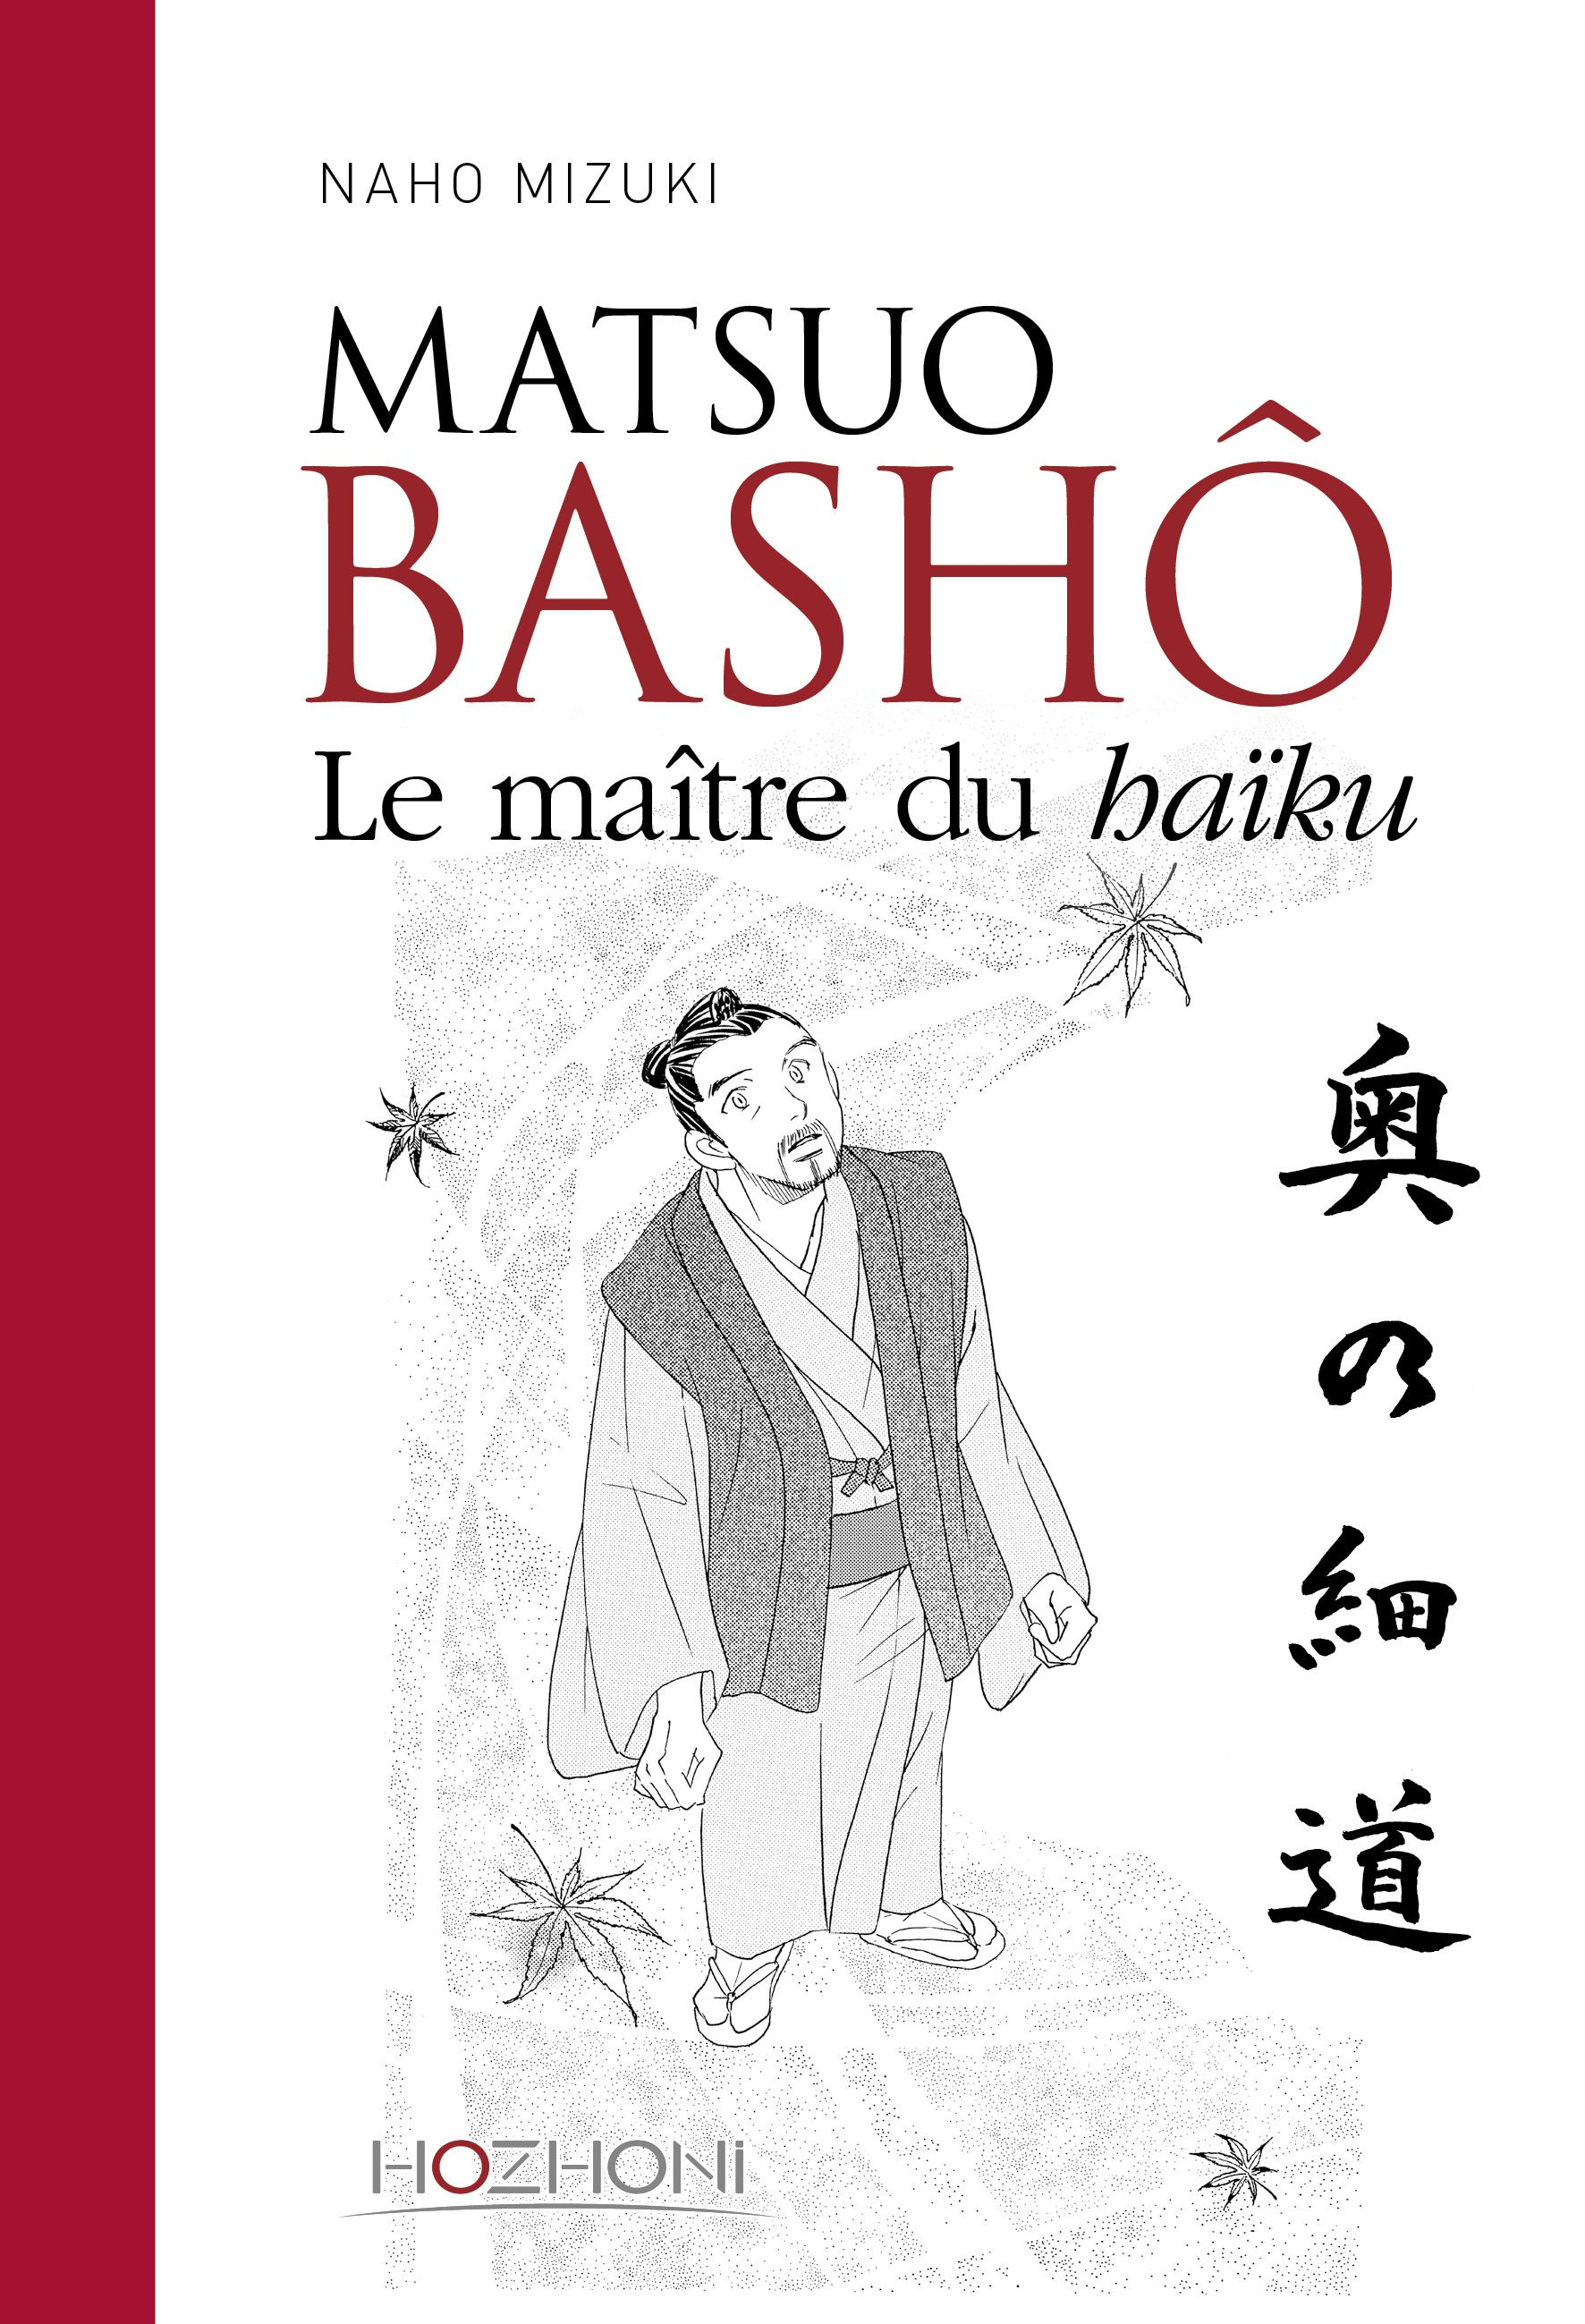 NAHO MIZUKI
MATSUO
BASHÔ
Le maître du haïku
奥の細道
HOZHONi